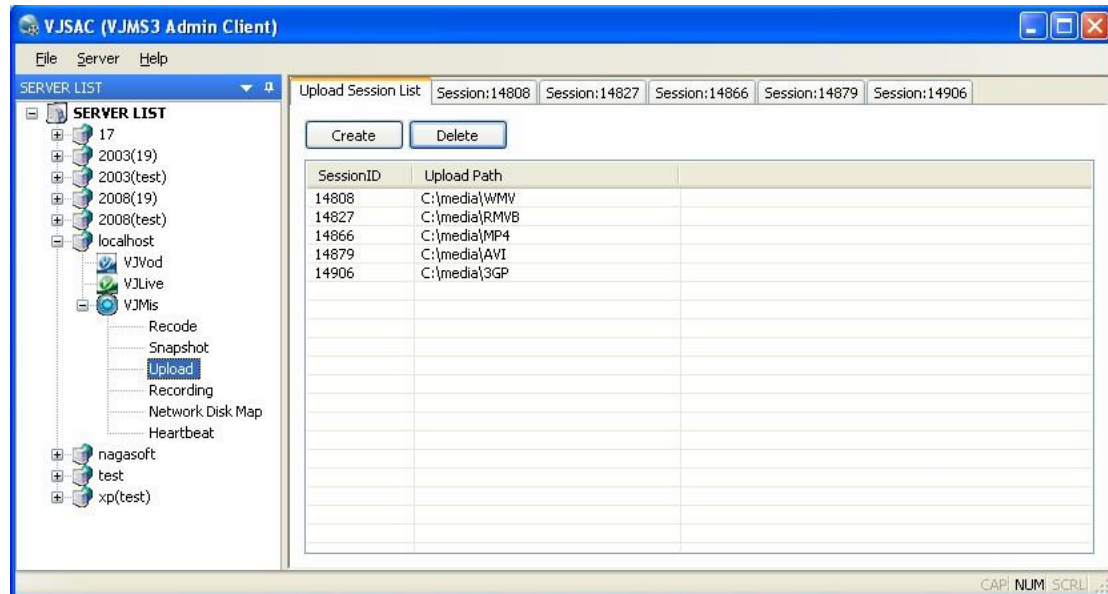 VJSAC (VJMS3 Admin Client)
File Server Help
SERVER LIST
SERVER LIST
17
2003(19)
2003(test)
2008(19)
2008(test)
localhost
VJVod
VJLive
VJMis
Recode
Snapshot
Upload
Recording
Network Disk Map
Heartbeat
nagasoft
test
xp(test)
Upload Session List Session:14808 Session:14827 Session:14866 Session:14879 Session:14906
Create Delete
SessionID Upload Path
14808 C:\media\WMV
14827 C:\media\RMVB
14866 C:\media\MP4
14879 C:\media\AVI
14906 C:\media\3GP
CAP NUM SCRL